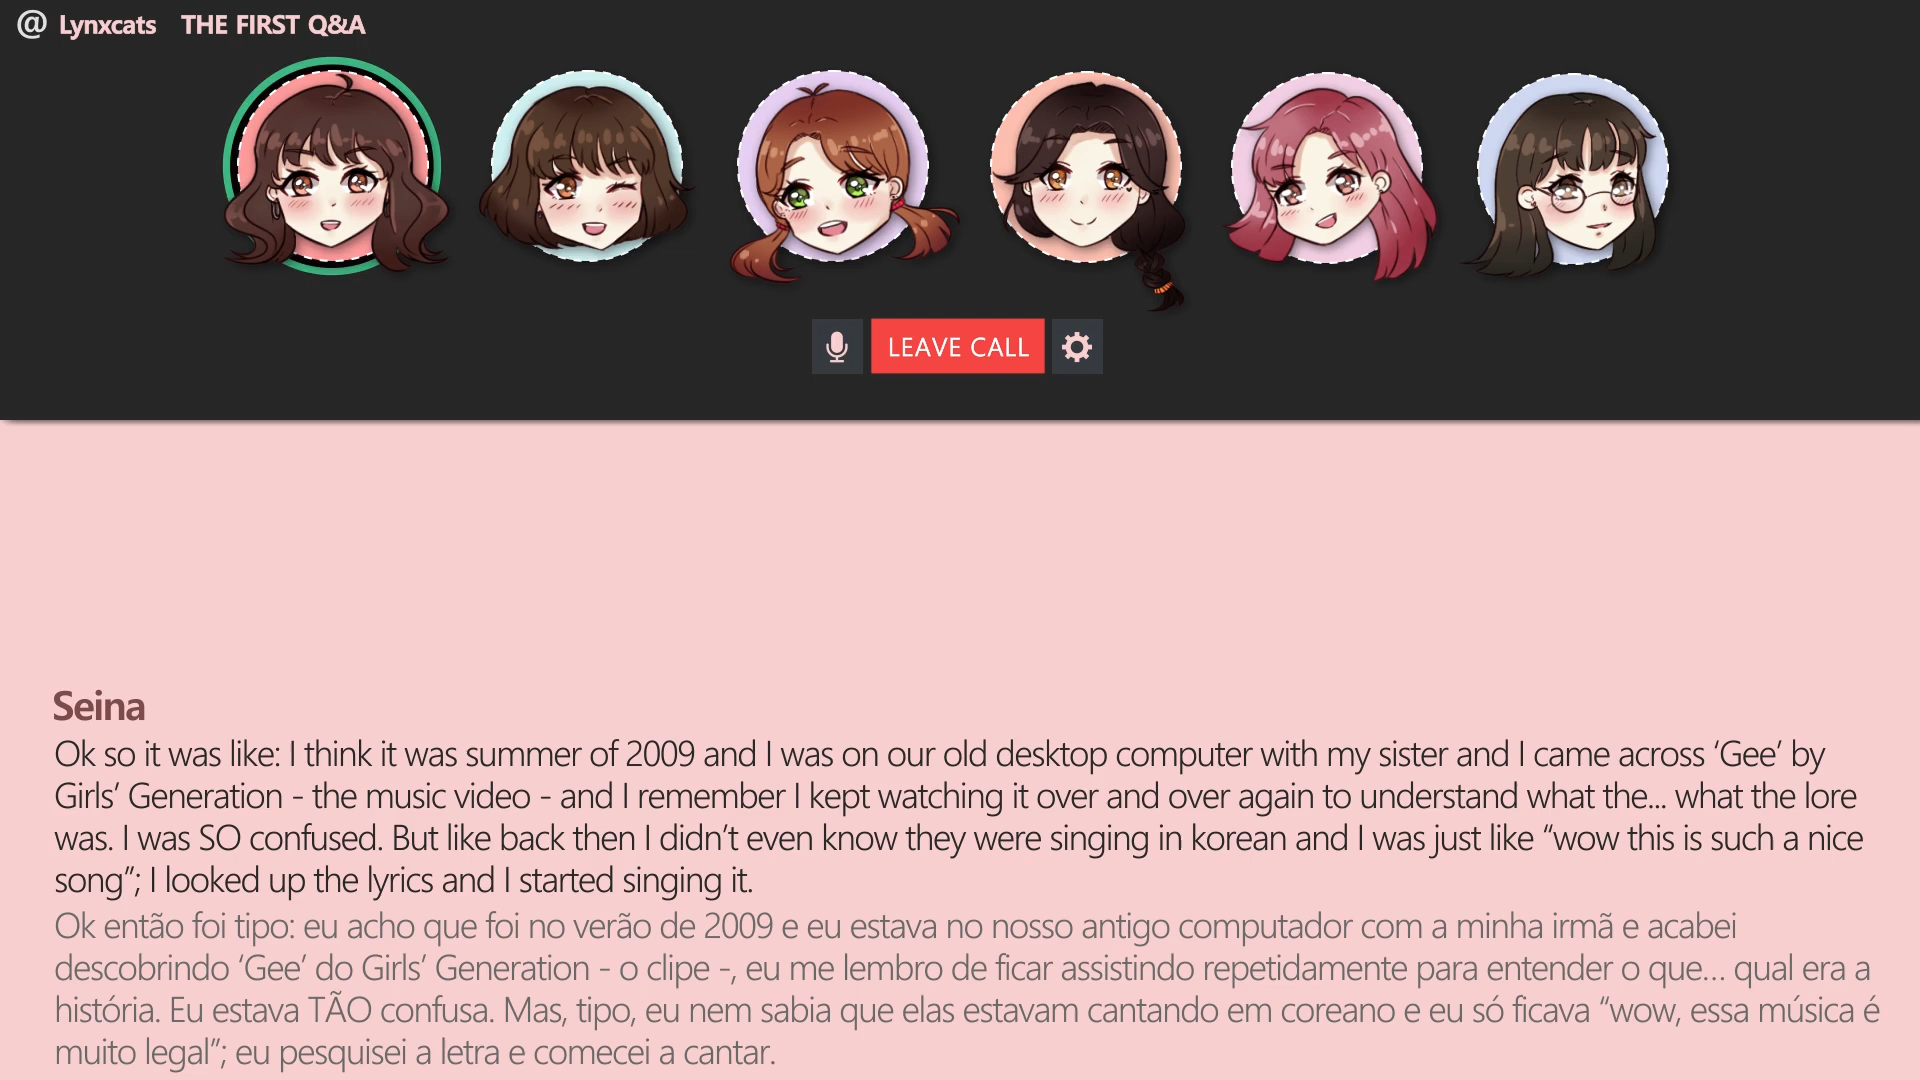 @ Lynxcats THE FIRST Q&A
LEAVE CALL
Seina
Ok so it was like: I think it was summer of 2009 and I was on our old desktop computer with my sister and I came across ‘Gee’ by
Girls’ Generation - the music video - and I remember I kept watching it over and over again to understand what the... what the lore
was. I was SO confused. But like back then I didn’t even know they were singing in korean and I was just like “wow this is such a nice
song”; I looked up the lyrics and I started singing it.
Ok então foi tipo: eu acho que foi no verão de 2009 e eu estava no nosso antigo computador com a minha irmã e acabei
descobrindo ‘Gee’ do Girls’ Generation - o clipe -, eu me lembro de ficar assistindo repetidamente para entender o que... qual era a
história. Eu estava TÃO confusa. Mas, tipo, eu nem sabia que elas estavam cantando em coreano e eu só ficava “wow, essa música é
muito legal”; eu pesquisei a letra e comecei a cantar.